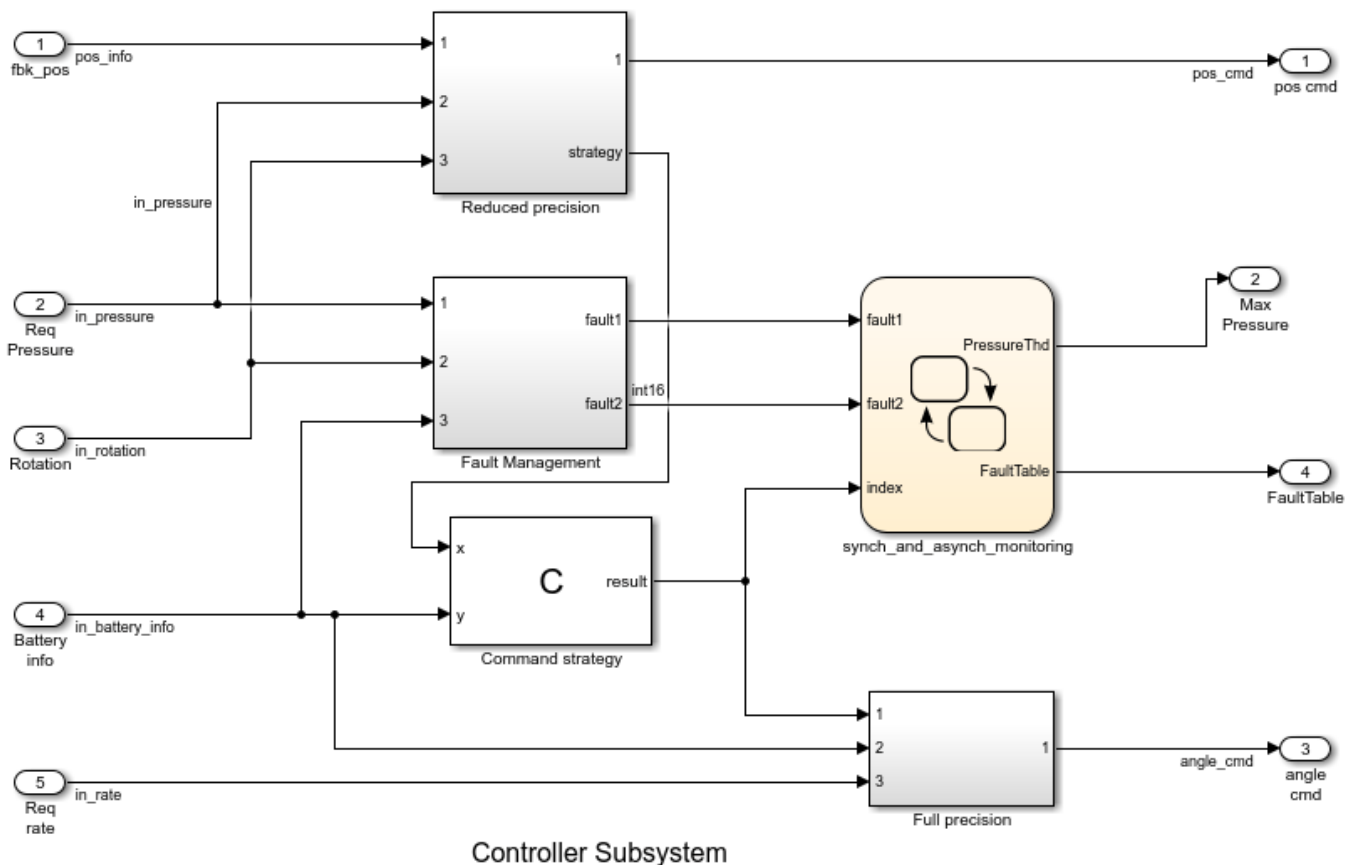 1
fbk_pos
pos_info
1
2
3
1
strategy
Reduced precision
pos_cmd
1
pos cmd
in_pressure
2
Req
Pressure
in_pressure
3
Rotation
in_rotation
1
2
3
fault1
fault2
int16
Fault Management
fault1
fault2
index
PressureThd
FaultTable
synch_and_asynch_monitoring
2
Max
Pressure
4
FaultTable
4
Battery
info
in_battery_info
x
y
C
result
Command strategy
5
Req
rate
in_rate
1
2
3
1
Full precision
angle_cmd
3
angle
cmd
Controller Subsystem